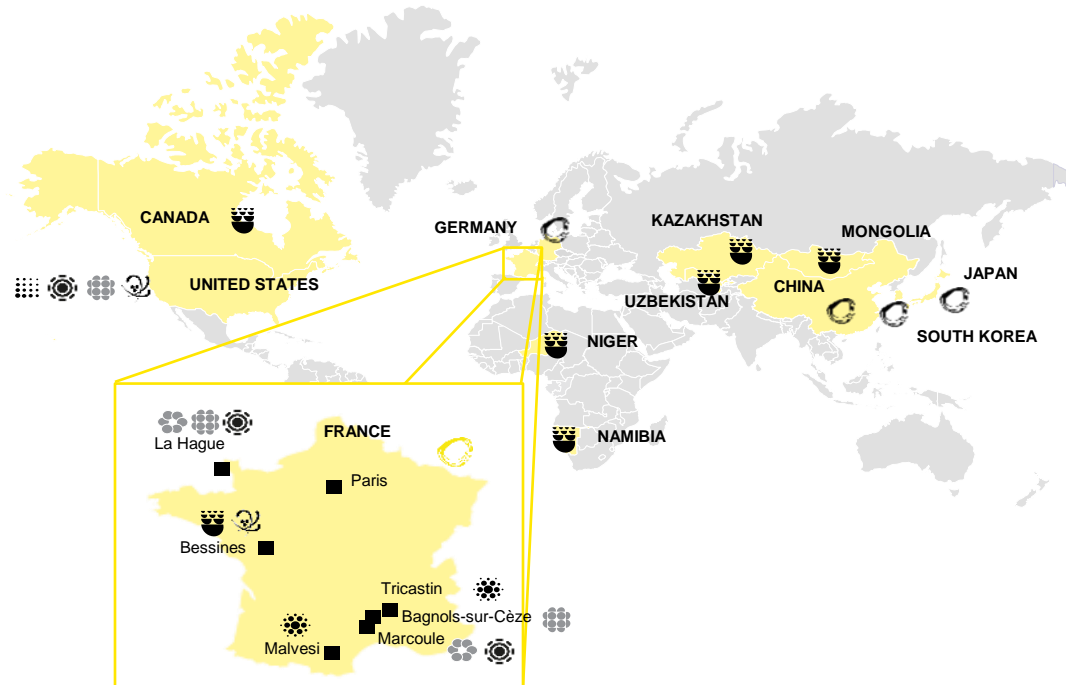 CANADA
GERMANY
KAZAKHSTAN
MONGOLIA
UNITED STATES
UZBEKISTAN
CHINA
JAPAN
SOUTH KOREA
NIGER
NAMIBIA
FRANCE
La Hague
Paris
Bessines
Tricastin
Bagnols-sur-Cèze
Marcoule
Malvesi